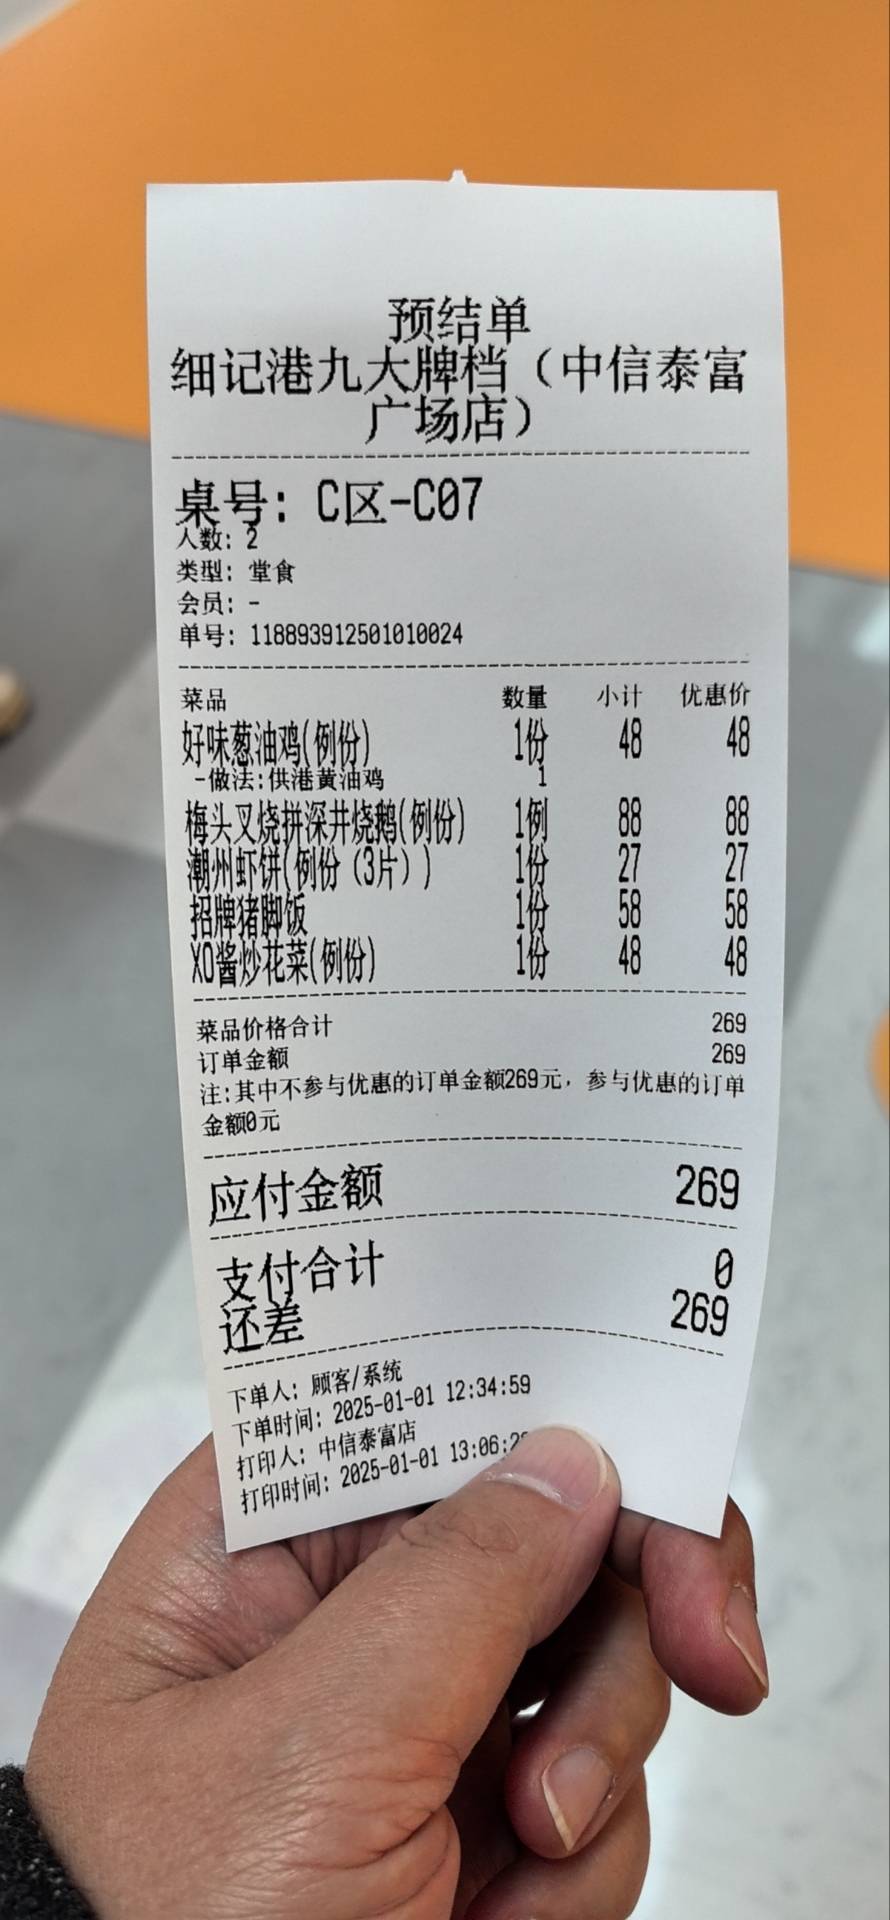 预结单
细记港九大牌档（中信泰富
广场店）
桌号: C区-C07
人数: 2
类型: 堂食
会员: -
单号: 118893912501010024
菜品 数量 小计 优惠价
好味葱油鸡(例份) 1份 48 48
-做法:供港黄油鸡 1
梅头叉烧拼深井烧鹅(例份) 1例 88 88
潮州虾饼(例份（3片）) 1份 27 27
招牌猪脚饭 1份 58 58
XO酱炒花菜(例份) 1份 48 48
菜品价格合计 269
订单金额 269
注:其中不参与优惠的订单金额269元，参与优惠的订单
金额0元
应付金额 269
支付合计 0
还差 269
下单人: 顾客/系统
下单时间: 2025-01-01 12:34:59
打印人: 中信泰富店
打印时间: 2025-01-01 13:06: